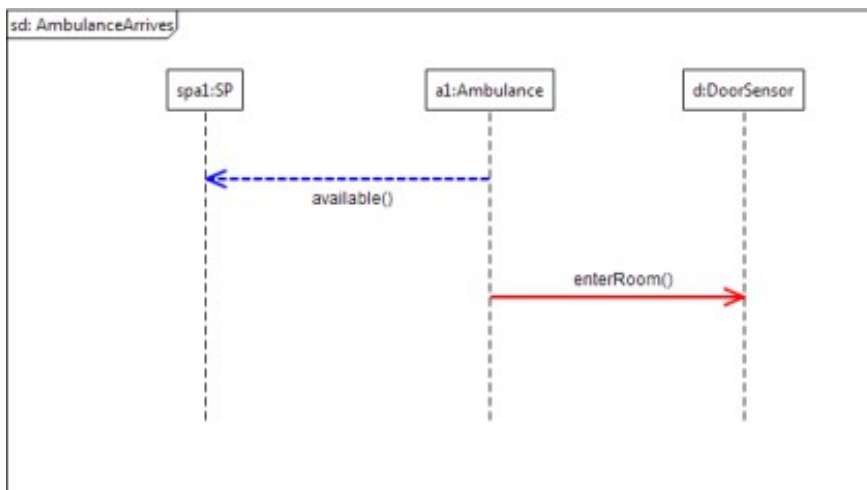 sd: AmbulanceArrives
spa1:SP
a1:Ambulance
d:DoorSensor
available()
enterRoom()